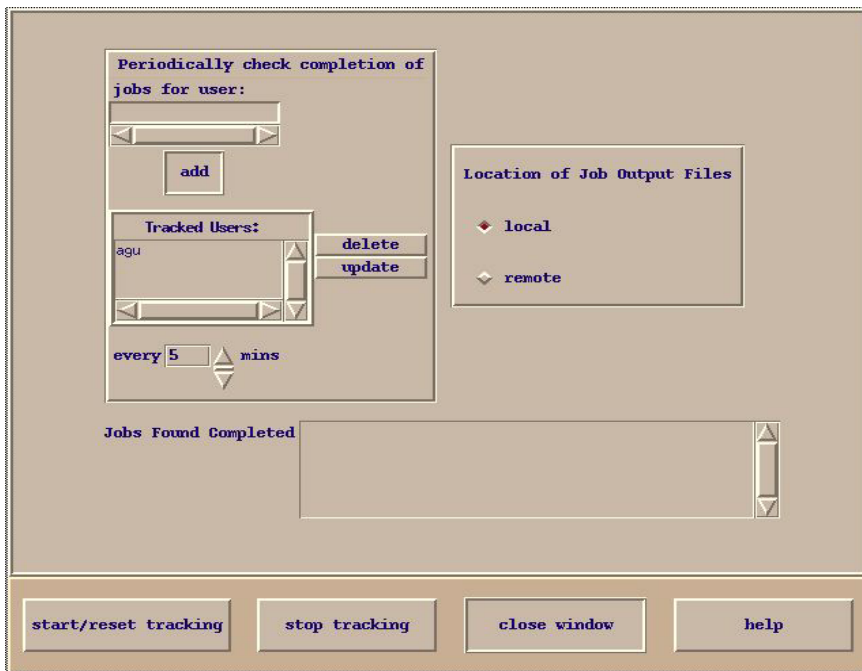 Periodically check completion of
jobs for user:
add
Tracked Users:
agu
delete
update
every 5 mins
Location of Job Output Files
local
remote
Jobs Found Completed
start/reset tracking
stop tracking
close window
help